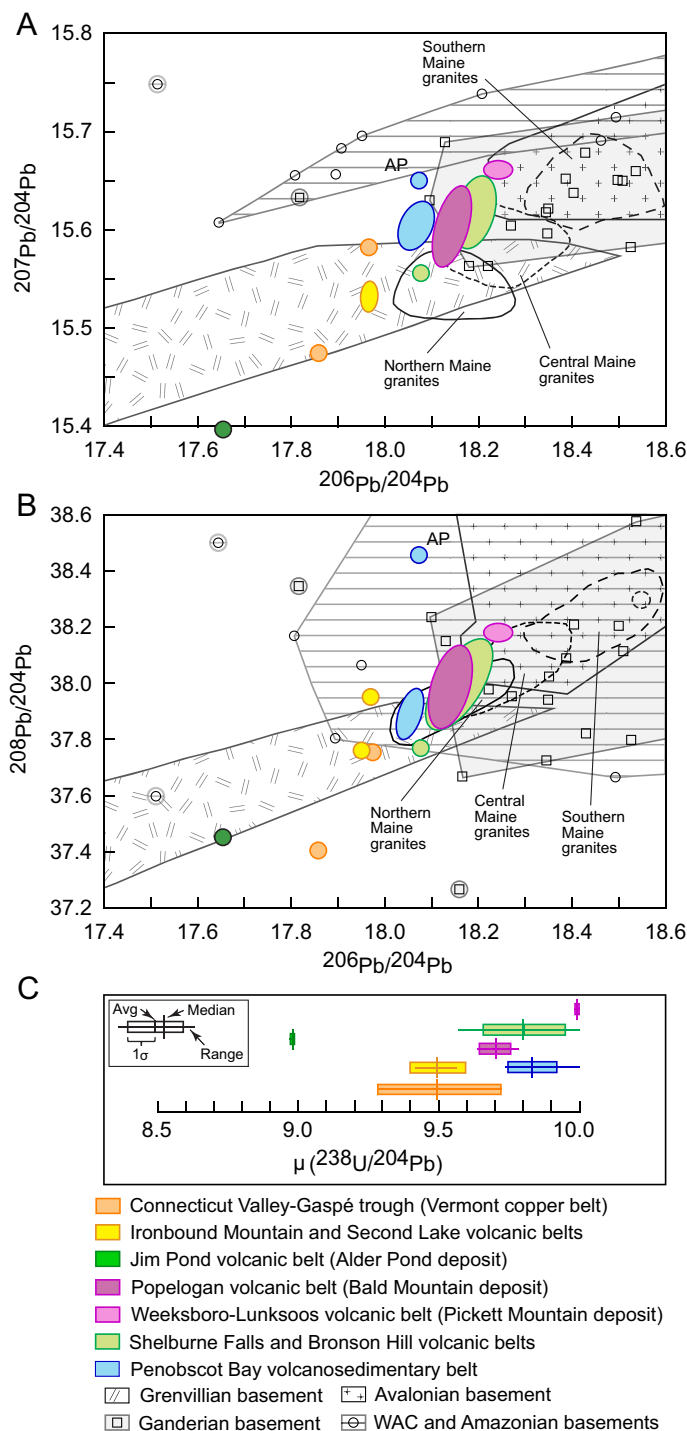 A
15.8
15.7
15.6
15.5
15.4
207Pb/204Pb
Southern
Maine
granites
AP
Northern Maine
granites
Central Maine
granites
17.4 17.6 17.8 18.0 18.2 18.4 18.6
206Pb/204Pb
B
38.6
38.4
38.2
38.0
37.8
37.6
37.4
37.2
208Pb/204Pb
AP
Northern
Maine
granites
Central
Maine
granites
Southern
Maine
granites
17.4 17.6 17.8 18.0 18.2 18.4 18.6
206Pb/204Pb
C
Avg
Median
1σ
Range
8.5 9.0 9.5 10.0
μ (238U/204Pb)
Connecticut Valley-Gaspé trough (Vermont copper belt)
Ironbound Mountain and Second Lake volcanic belts
Jim Pond volcanic belt (Alder Pond deposit)
Popelogan volcanic belt (Bald Mountain deposit)
Weeksboro-Lunksoos volcanic belt (Pickett Mountain deposit)
Shelburne Falls and Bronson Hill volcanic belts
Penobscot Bay volcanosedimentary belt
Grenvillian basement
Avalonian basement
Ganderian basement
WAC and Amazonian basements